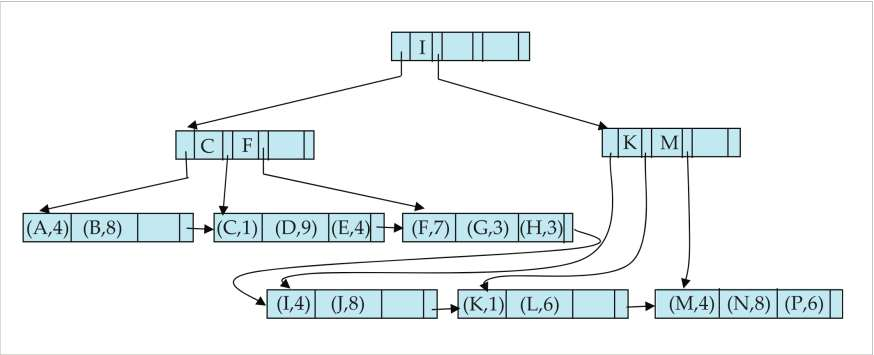 I
C F
K M
(A,4) (B,8)
(C,1) (D,9) (E,4)
(F,7) (G,3) (H,3)
(I,4) (J,8)
(K,1) (L,6)
(M,4) (N,8) (P,6)